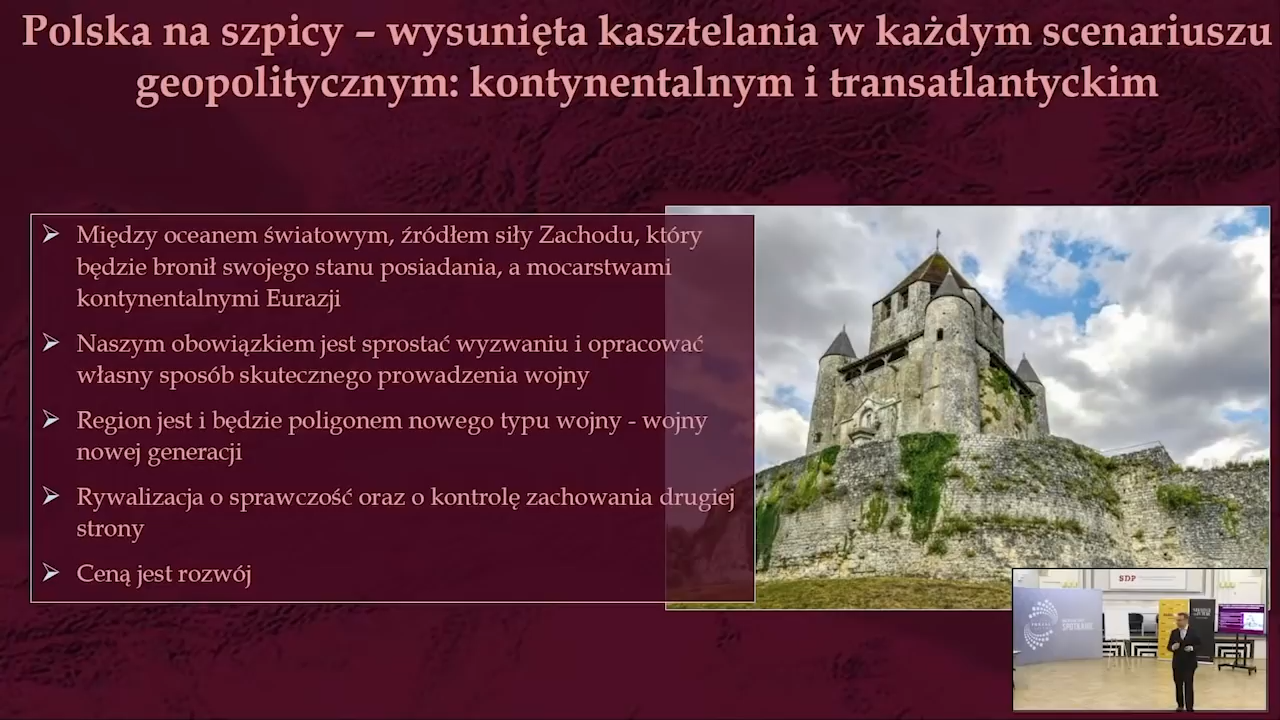 Polska na szpicy – wysunięta kasztelania w każdym scenariuszu
geopolitycznym: kontynentalnym i transatlantyckim
Między oceanem światowym, źródłem siły Zachodu, który
będzie bronił swojego stanu posiadania, a mocarstwami
kontynentalnymi Eurazji
Naszym obowiązkiem jest sprostać wyzwaniu i opracować
własny sposób skutecznego prowadzenia wojny
Region jest i będzie poligonem nowego typu wojny - wojny
nowej generacji
Rywalizacja o sprawczość oraz o kontrolę zachowania drugiej
strony
Ceną jest rozwój
SDP